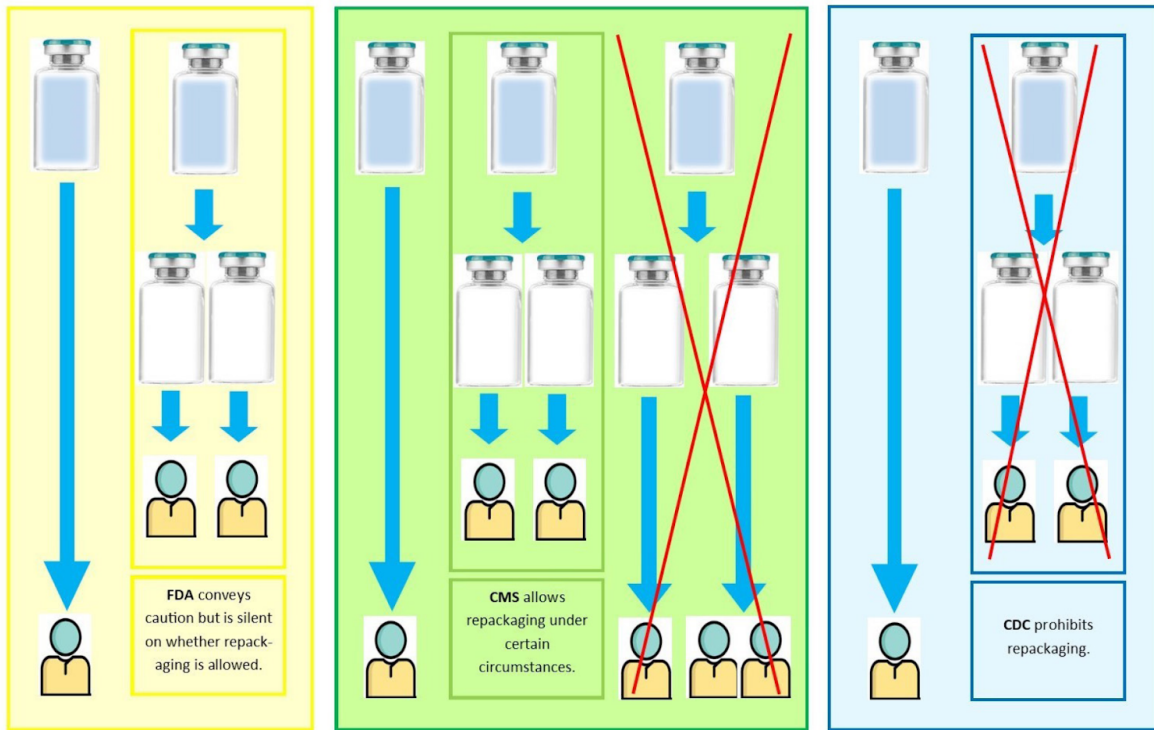 FDA conveys
caution but is silent
on whether repack-
aging is allowed.
CMS allows
repackaging under
certain
circumstances.
CDC prohibits
repackaging.